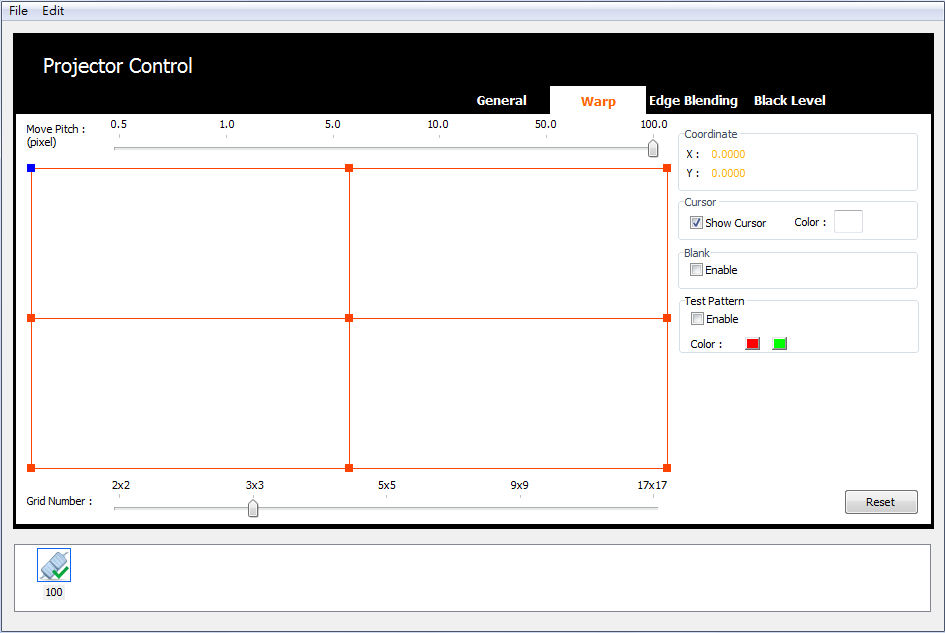 File Edit
Projector Control
General Warp Edge Blending Black Level
Move Pitch :
(pixel)
0.5 1.0 5.0 10.0 50.0 100.0
Coordinate
X : 0.0000
Y : 0.0000
Cursor
Show Cursor Color :
Blank
Enable
Test Pattern
Enable
Color :
2x2 3x3 5x5 9x9 17x17
Grid Number :
Reset
100